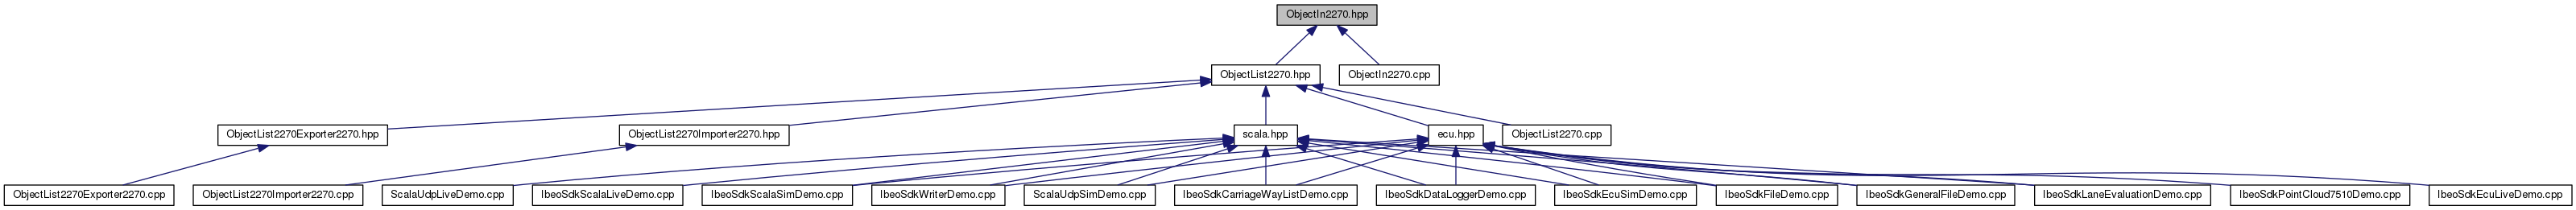 ObjectIn2270.hpp
ObjectList2270.hpp
ObjectIn2270.cpp
ObjectList2270Exporter2270.hpp
ObjectList2270Importer2270.hpp
scala.hpp
ecu.hpp
ObjectList2270.cpp
ObjectList2270Exporter2270.cpp
ObjectList2270Importer2270.cpp
ScalaUdpLiveDemo.cpp
IbeoSdkScalaLiveDemo.cpp
IbeoSdkScalaSimDemo.cpp
IbeoSdkWriterDemo.cpp
ScalaUdpSimDemo.cpp
IbeoSdkCarriageWayListDemo.cpp
IbeoSdkDataLoggerDemo.cpp
IbeoSdkEcuSimDemo.cpp
IbeoSdkFileDemo.cpp
IbeoSdkGeneralFileDemo.cpp
IbeoSdkLaneEvaluationDemo.cpp
IbeoSdkPointCloud7510Demo.cpp
IbeoSdkEcuLiveDemo.cpp